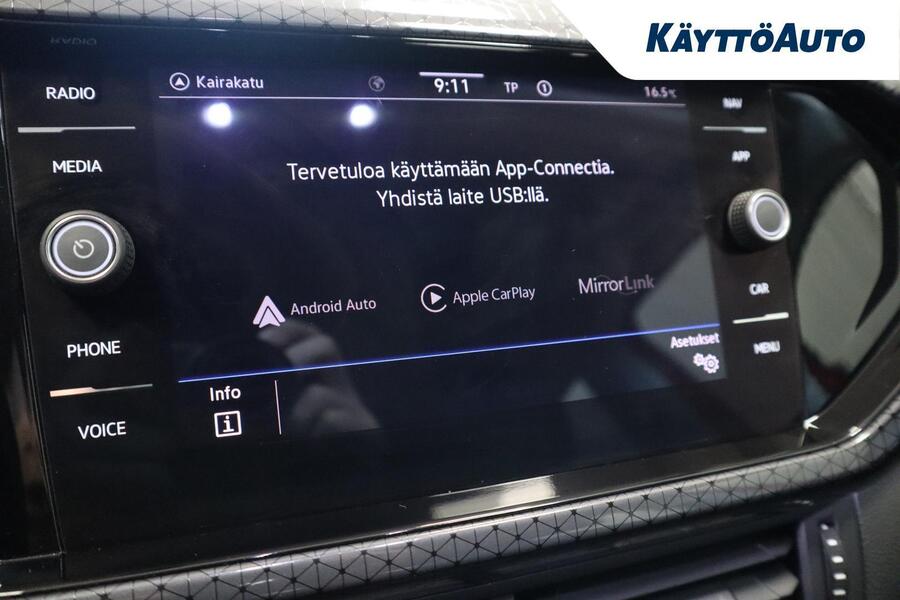 KÄYTTÖAUTO
RADIO
MEDIA
PHONE
VOICE
Kairakatu
9:11
TP
1
16.5°C
Tervetuloa käyttämään App-Connectia.
Yhdistä laite USB:llä.
Android Auto
Apple CarPlay
MirrorLink
Asetukset
Info
i
NAV
APP
CAR
MENU